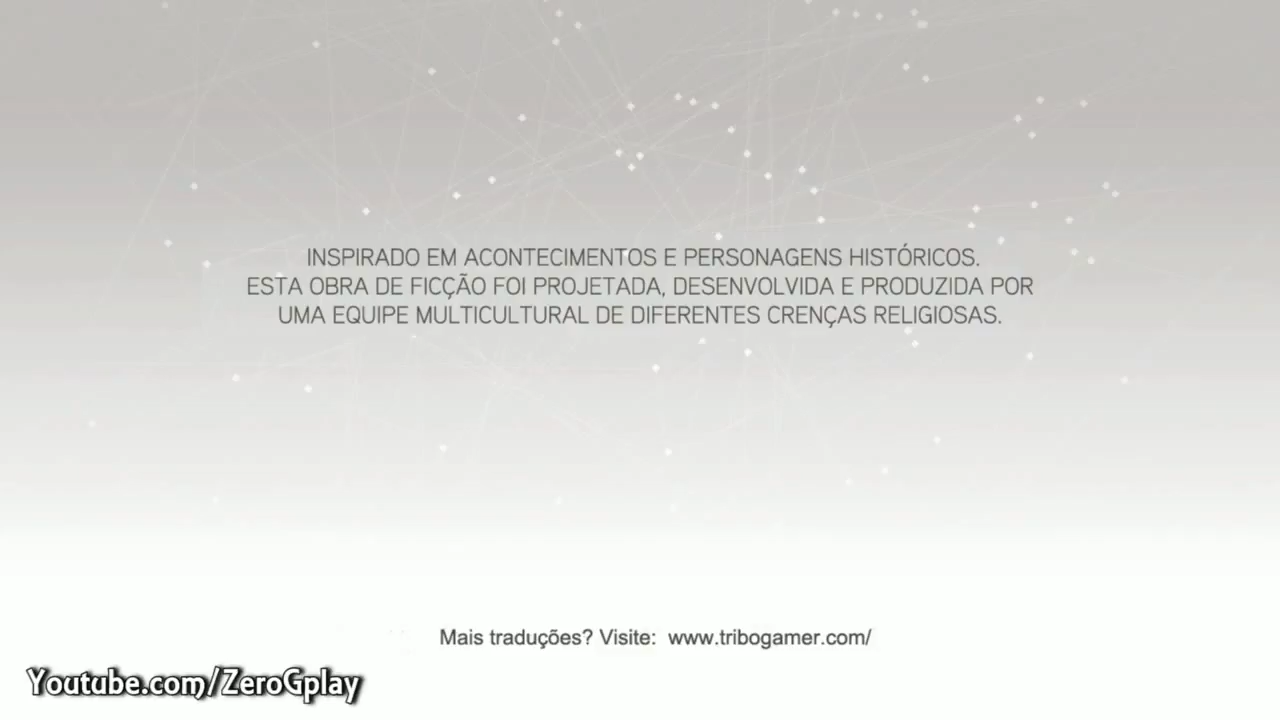 INSPIRADO EM ACONTECIMENTOS E PERSONAGENS HISTÓRICOS.
ESTA OBRA DE FICÇÃO FOI PROJETADA, DESENVOLVIDA E PRODUZIDA POR
UMA EQUIPE MULTICULTURAL DE DIFERENTES CRENÇAS RELIGIOSAS.
Mais traduções? Visite: www.tribogamer.com/
Youtube.com/ZeroGplay